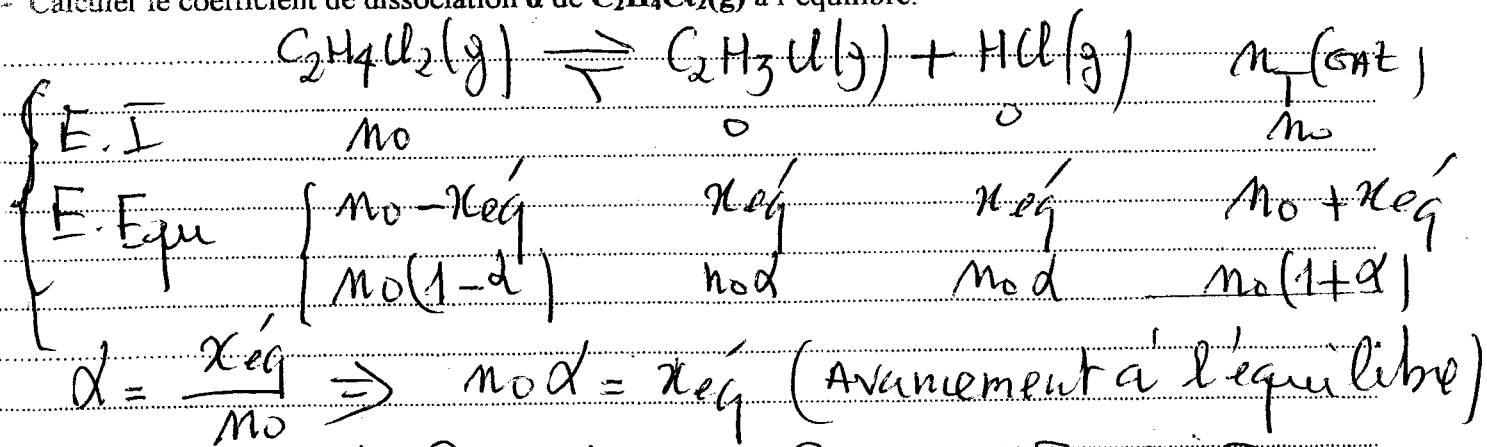 - Calculer le coefficient de dissociation α de C₂H₄Cl₂(g) à l'équilibre.
C₂H₄Cl₂(g) ⇌ C₂H₃Cl(g) + HCl(g) n_T(GAZ)
E.I n₀ 0 0 n₀
E.Equ n₀-xéq xéq xéq n₀+xéq
n₀(1-α) n₀α n₀α n₀(1+α)
α = xéq/n₀ ⇒ n₀α = xéq (Avancement à l'équilibre)